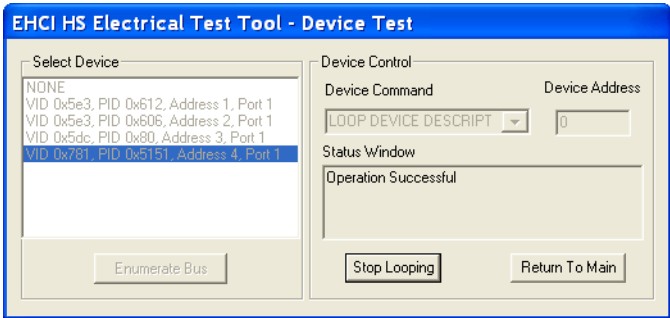 EHCI HS Electrical Test Tool - Device Test
Select Device
NONE
VID 0x5e3, PID 0x612, Address 1, Port 1
VID 0x5e3, PID 0x606, Address 2, Port 1
VID 0x5dc, PID 0x80, Address 3, Port 1
VID 0x781, PID 0x5151, Address 4, Port 1
Enumerate Bus
Device Control
Device Command
Device Address
LOOP DEVICE DESCRIPT
0
Status Window
Operation Successful
Stop Looping
Return To Main